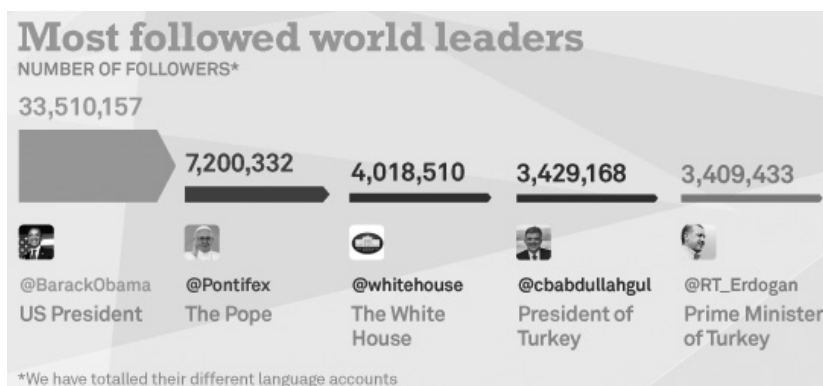 Most followed world leaders
NUMBER OF FOLLOWERS*
33,510,157
7,200,332
4,018,510
3,429,168
3,409,433
@BarackObama
US President
@Pontifex
The Pope
@whitehouse
The White
House
@cbabdullahgul
President of
Turkey
@RT_Erdogan
Prime Minister
of Turkey
*We have totalled their different language accounts